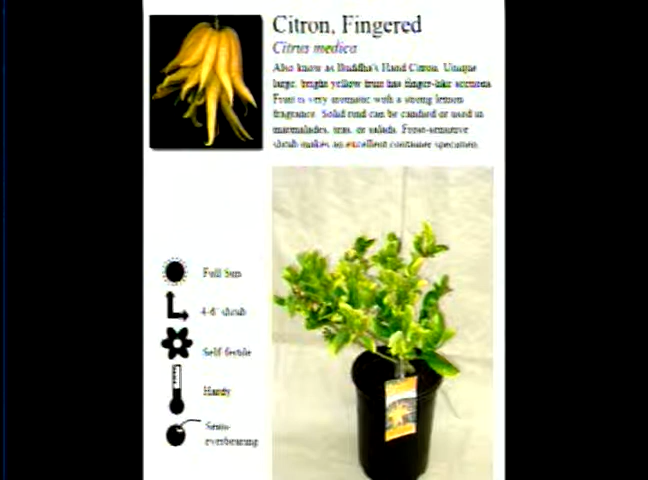 Citron, Fingered
Citrus medica
Also know as Buddha's Hand Citron. Unique
large, bright yellow fruit has finger-like sections.
Fruit is very aromatic with a strong lemon
fragrance. Solid rind can be candied or used in
marmalades, teas, or salads. Frost-sensitive
shrub makes an excellent container specimen.
Full Sun
4-6' shrub
Self-fertile
Hardy
Semi-
everbearing